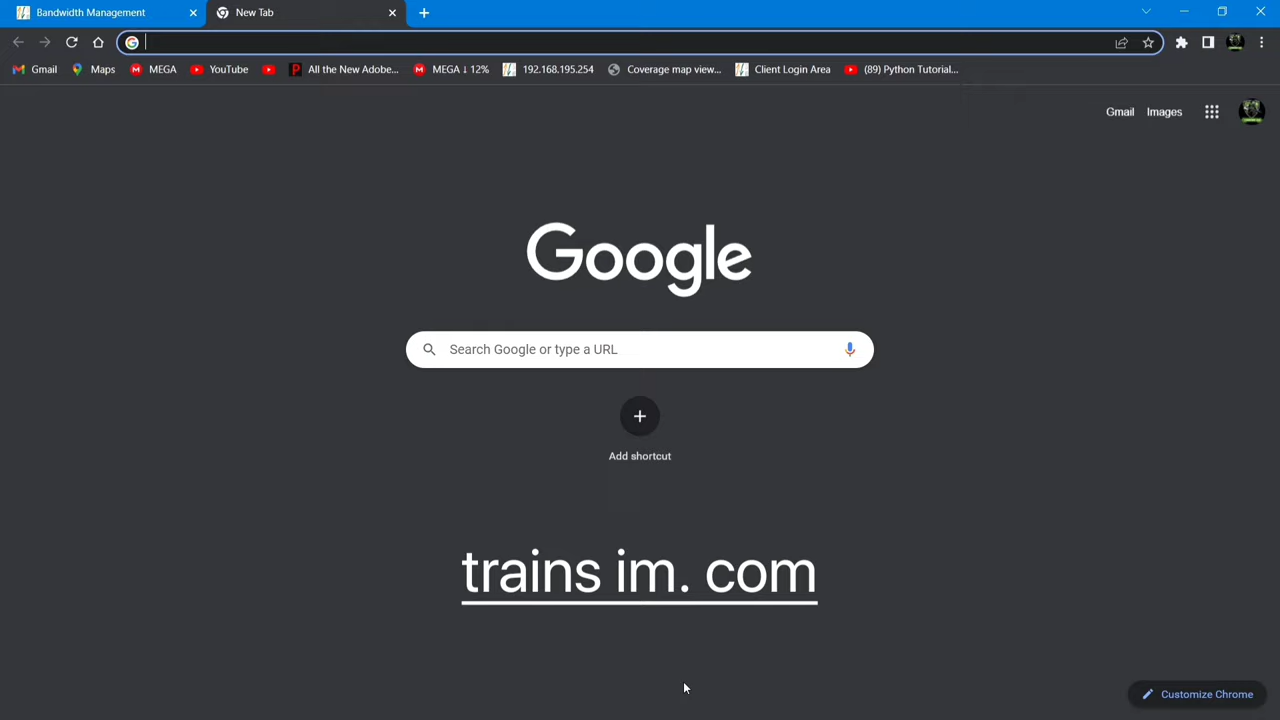 Bandwidth Management
New Tab
Gmail
Maps
MEGA
YouTube
All the New Adobe...
MEGA ↓ 12%
192.168.195.254
Coverage map view...
Client Login Area
(89) Python Tutorial...
Gmail
Images
Google
Search Google or type a URL
Add shortcut
trains im. com
Customize Chrome